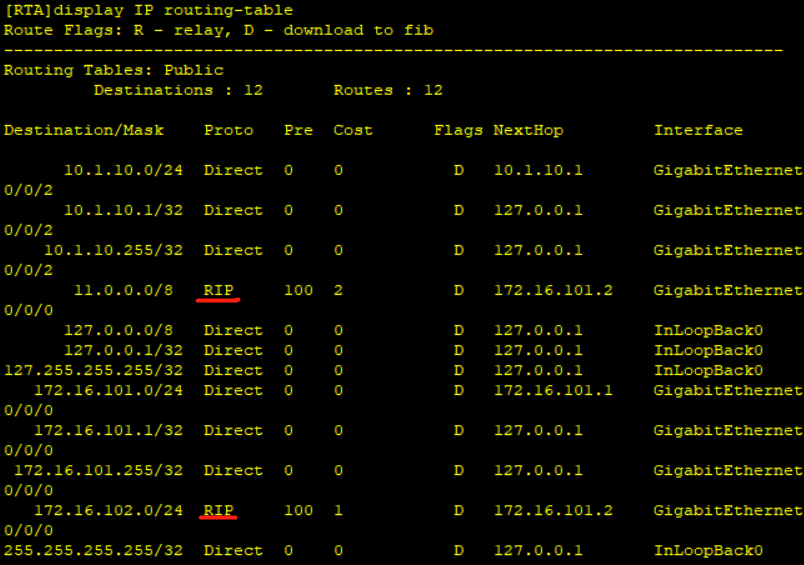 [RTA]display IP routing-table
Route Flags: R - relay, D - download to fib
------------------------------------------------------------------------------
Routing Tables: Public
         Destinations : 12       Routes : 12

Destination/Mask    Proto   Pre  Cost      Flags NextHop         Interface

      10.1.10.0/24  Direct  0    0           D   10.1.10.1       GigabitEthernet
0/0/2
      10.1.10.1/32  Direct  0    0           D   127.0.0.1       GigabitEthernet
0/0/2
    10.1.10.255/32  Direct  0    0           D   127.0.0.1       GigabitEthernet
0/0/2
       11.0.0.0/8   RIP     100  2           D   172.16.101.2    GigabitEthernet
0/0/0
      127.0.0.0/8   Direct  0    0           D   127.0.0.1       InLoopBack0
      127.0.0.1/32  Direct  0    0           D   127.0.0.1       InLoopBack0
127.255.255.255/32  Direct  0    0           D   127.0.0.1       InLoopBack0
   172.16.101.0/24  Direct  0    0           D   172.16.101.1    GigabitEthernet
0/0/0
   172.16.101.1/32  Direct  0    0           D   127.0.0.1       GigabitEthernet
0/0/0
 172.16.101.255/32  Direct  0    0           D   127.0.0.1       GigabitEthernet
0/0/0
   172.16.102.0/24  RIP     100  1           D   172.16.101.2    GigabitEthernet
0/0/0
255.255.255.255/32  Direct  0    0           D   127.0.0.1       InLoopBack0